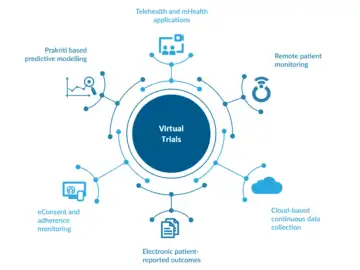 Telehealth and mHealth
applications
Prakriti based
predictive modelling
Remote patient
monitoring
Virtual
Trials
eConsent and
adherence
monitoring
Cloud-based
continuous data
collection
Electronic patient-
reported outcomes